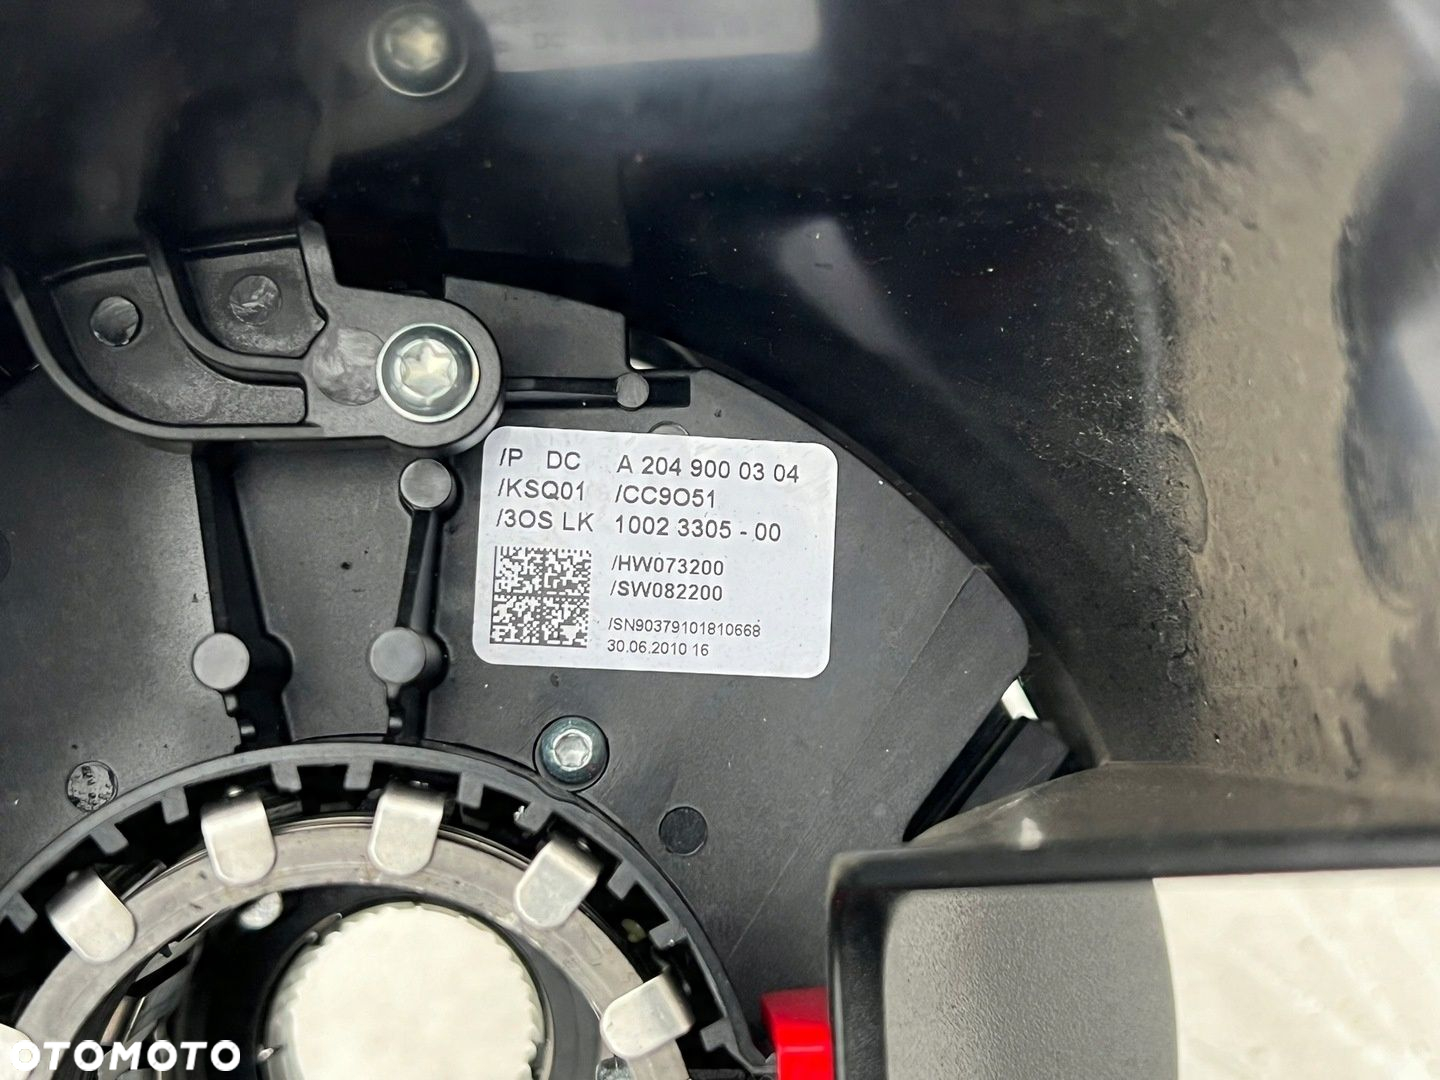 DC
/P DC A 204 900 03 04
/KSQ01 /CC9O51
/3OS LK 1002 3305 - 00
/HW073200
/SW082200
/SN90379101810668
30.06.2010 16
OTOMOTO